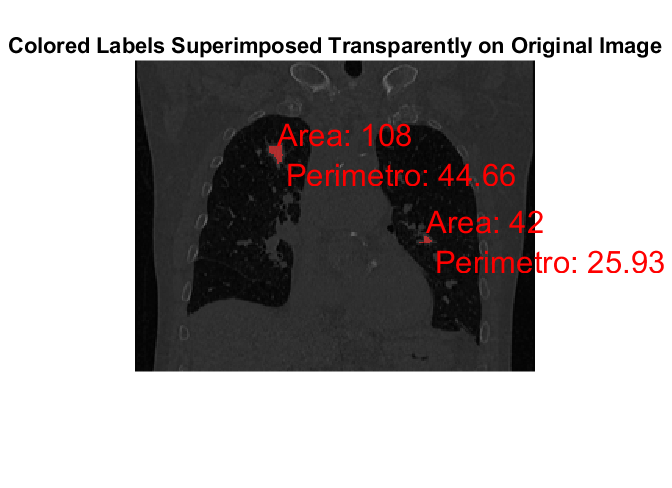 Colored Labels Superimposed Transparently on Original Image
Area: 108
Perimetro: 44.66
Area: 42
Perimetro: 25.93